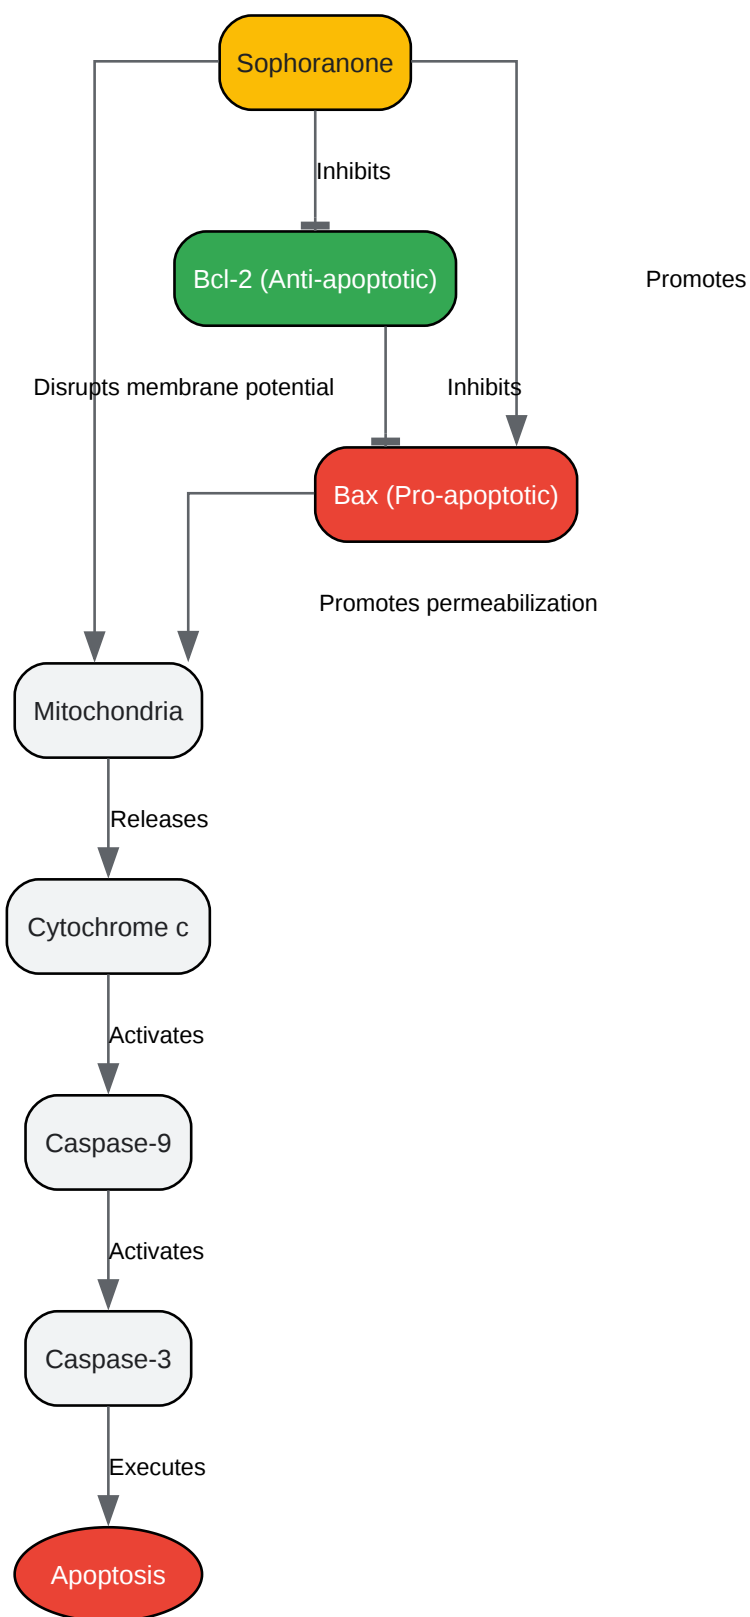 Sophoranone
Inhibits
Bcl-2 (Anti-apoptotic)
Promotes
Disrupts membrane potential
Inhibits
Bax (Pro-apoptotic)
Promotes permeabilization
Mitochondria
Releases
Cytochrome c
Activates
Caspase-9
Activates
Caspase-3
Executes
Apoptosis